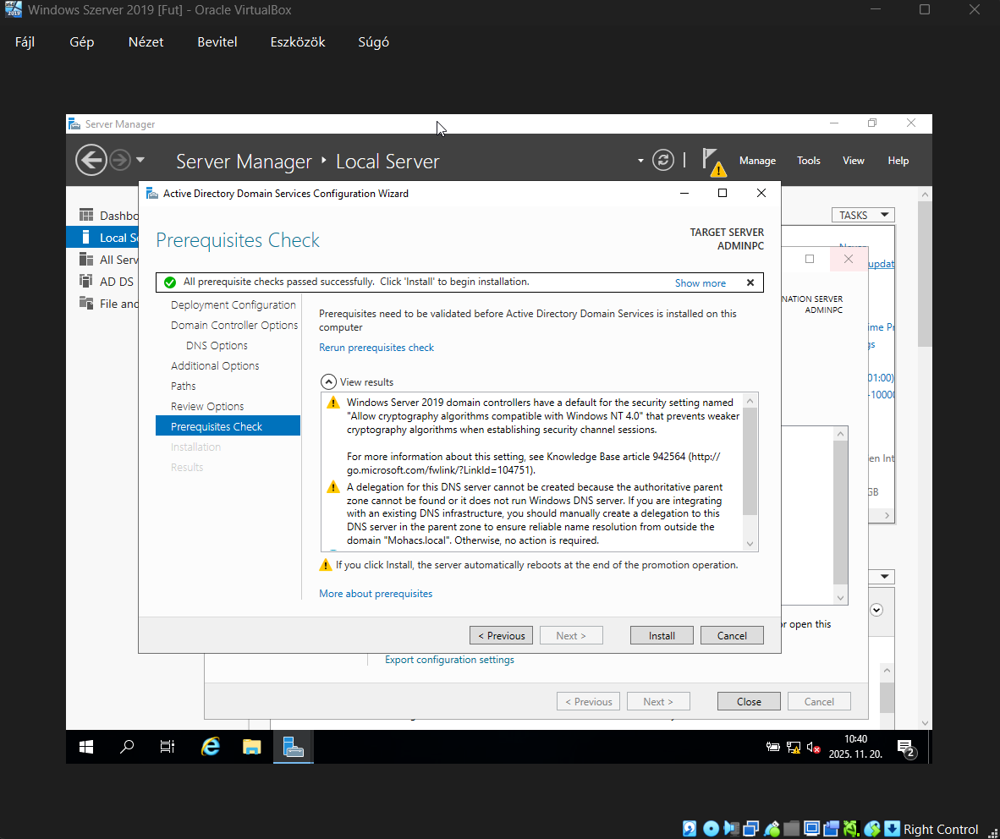 Windows Szerver 2019 [Fut] - Oracle VirtualBox
Fájl Gép Nézet Bevitel Eszközök Súgó
Server Manager
Server Manager Local Server
Manage Tools View Help
Active Directory Domain Services Configuration Wizard
Dashbo
Local Se
All Serv
AD DS
File and
TASKS
Prerequisites Check
TARGET SERVER
ADMINPC
All prerequisite checks passed successfully. Click 'Install' to begin installation.
Show more
Deployment Configuration
Domain Controller Options
DNS Options
Additional Options
Paths
Review Options
Prerequisites Check
Installation
Results
Prerequisites need to be validated before Active Directory Domain Services is installed on this
computer
Rerun prerequisites check
View results
Windows Server 2019 domain controllers have a default for the security setting named
"Allow cryptography algorithms compatible with Windows NT 4.0" that prevents weaker
cryptography algorithms when establishing security channel sessions.
For more information about this setting, see Knowledge Base article 942564 (http://
go.microsoft.com/fwlink/?LinkId=104751).
A delegation for this DNS server cannot be created because the authoritative parent
zone cannot be found or it does not run Windows DNS server. If you are integrating
with an existing DNS infrastructure, you should manually create a delegation to this
DNS server in the parent zone to ensure reliable name resolution from outside the
domain "Mohacs.local". Otherwise, no action is required.
If you click Install, the server automatically reboots at the end of the promotion operation.
More about prerequisites
< Previous Next > Install Cancel
updat
NATION SERVER
ADMINPC
ime Pr
gs
01:00)
-1000
en Int
GB
or open this
Export configuration settings
< Previous Next > Close Cancel
10:40
2025. 11. 20.
2
Right Control